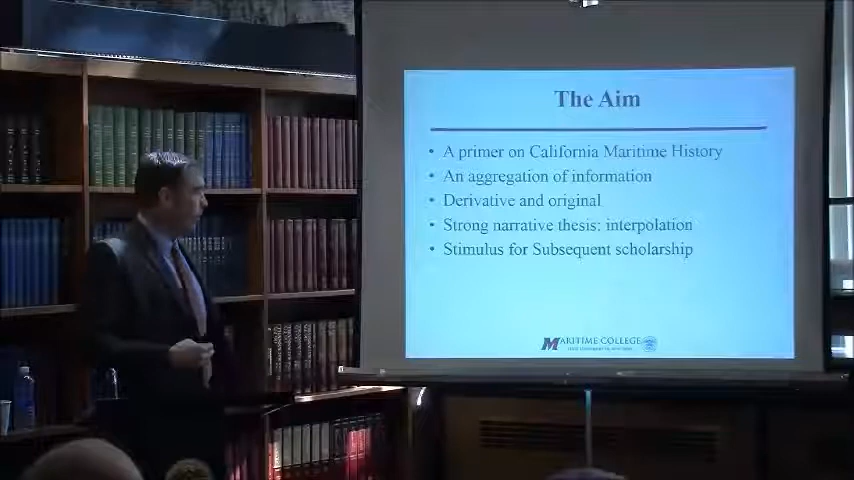 The Aim
• A primer on California Maritime History
• An aggregation of information
• Derivative and original
• Strong narrative thesis: interpolation
• Stimulus for Subsequent scholarship
MARITIME COLLEGE